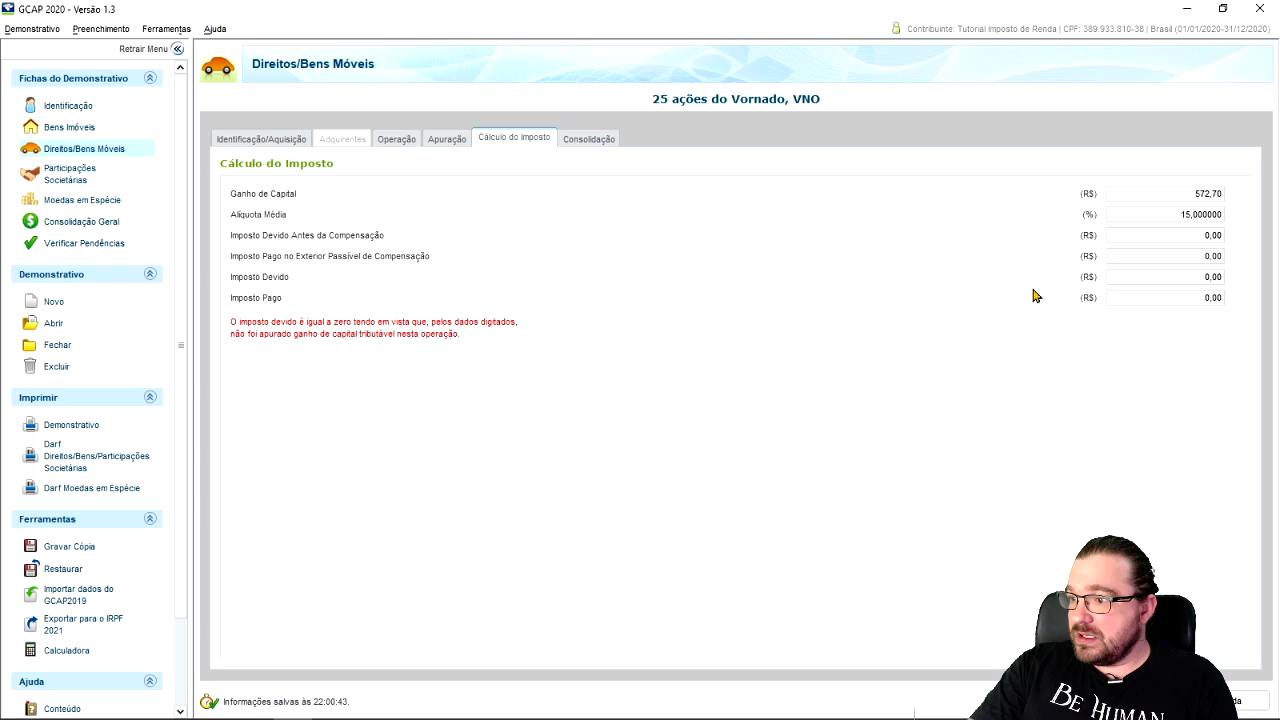 GCAP 2020 - Versão 1.3
Demonstrativo Preenchimento Ferramentas Ajuda
Contribuinte: Tutorial Imposto de Renda | CPF: 389.933.810-38 | Brasil (01/01/2020-31/12/2020)
Retrair Menu
Fichas do Demonstrativo
Identificação
Bens Imóveis
Direitos/Bens Móveis
Participações
Societárias
Moedas em Espécie
Consolidação Geral
Verificar Pendências
Demonstrativo
Novo
Abrir
Fechar
Excluir
Imprimir
Demonstrativo
Darf
Direitos/Bens/Participações
Societárias
Darf Moedas em Espécie
Ferramentas
Gravar Cópia
Restaurar
Importar dados do
GCAP2019
Exportar para o IRPF
2021
Calculadora
Ajuda
Conteúdo
Direitos/Bens Móveis
25 ações do Vornado, VNO
Identificação/Aquisição Adquirentes Operação Apuração Cálculo do Imposto Consolidação
Cálculo do Imposto
Ganho de Capital (R$) 572,70
Alíquota Média (%) 15,000000
Imposto Devido Antes da Compensação (R$) 0,00
Imposto Pago no Exterior Passível de Compensação (R$) 0,00
Imposto Devido (R$) 0,00
Imposto Pago (R$) 0,00
O imposto devido é igual a zero tendo em vista que, pelos dados digitados,
não foi apurado ganho de capital tributável nesta operação.
Informações salvas às 22:00:43.
BE HUMAN